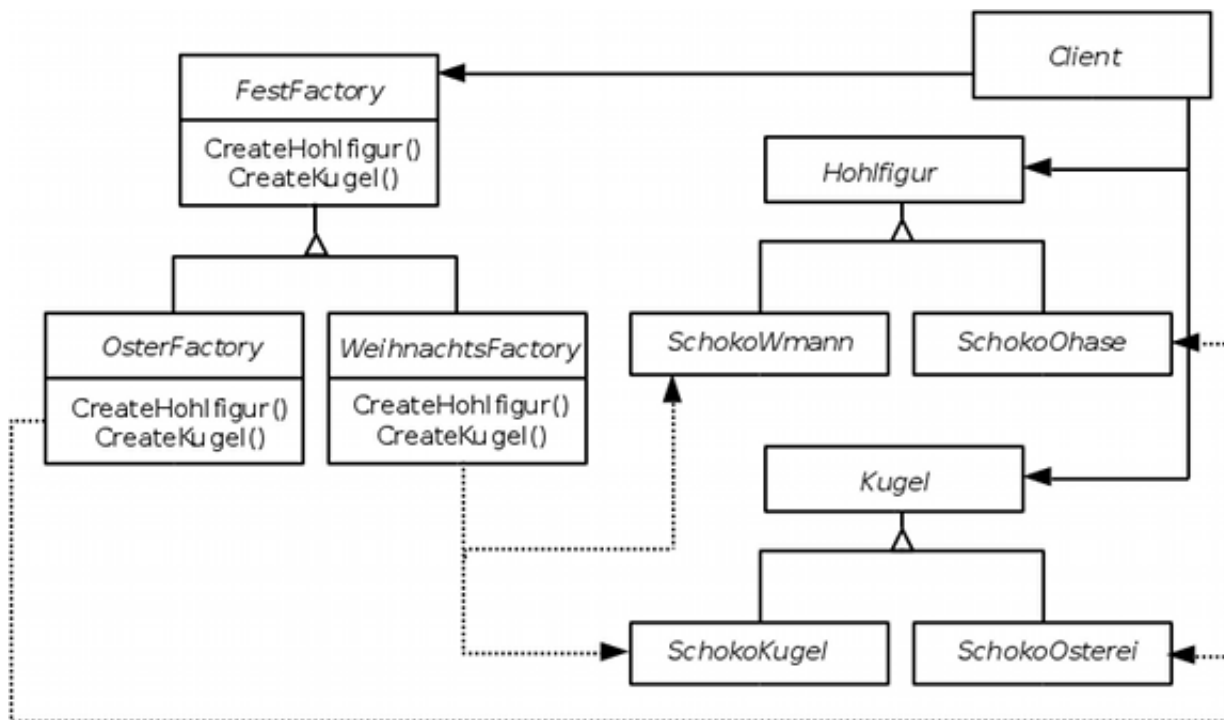 Client
FestFactory
CreateHohlfigur()
CreateKugel()
Hohlfigur
OsterFactory
CreateHohlfigur()
CreateKugel()
WeihnachtsFactory
CreateHohlfigur()
CreateKugel()
SchokoWmann
SchokoOhase
Kugel
SchokoKugel
SchokoOsterei